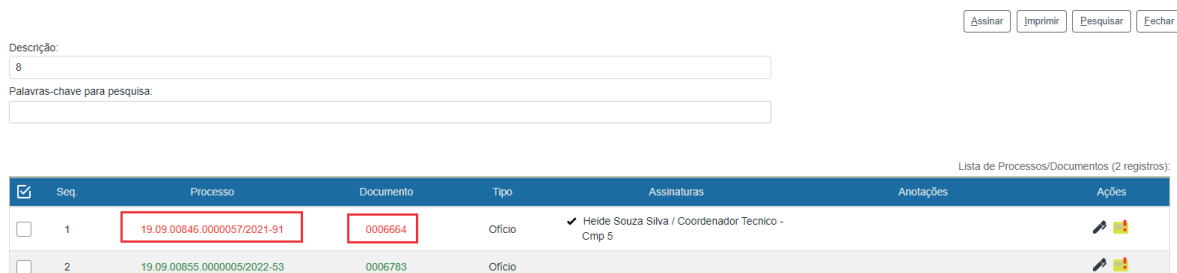 Assinar Imprimir Pesquisar Fechar
Descrição:
8
Palavras-chave para pesquisa:
Lista de Processos/Documentos (2 registros):
Seq. Processo Documento Tipo Assinaturas Anotações Ações
1 19.09.00846.0000057/2021-91 0006664 Ofício Heide Souza Silva / Coordenador Tecnico -
Cmp 5
2 19.09.00855.0000005/2022-53 0006783 Ofício